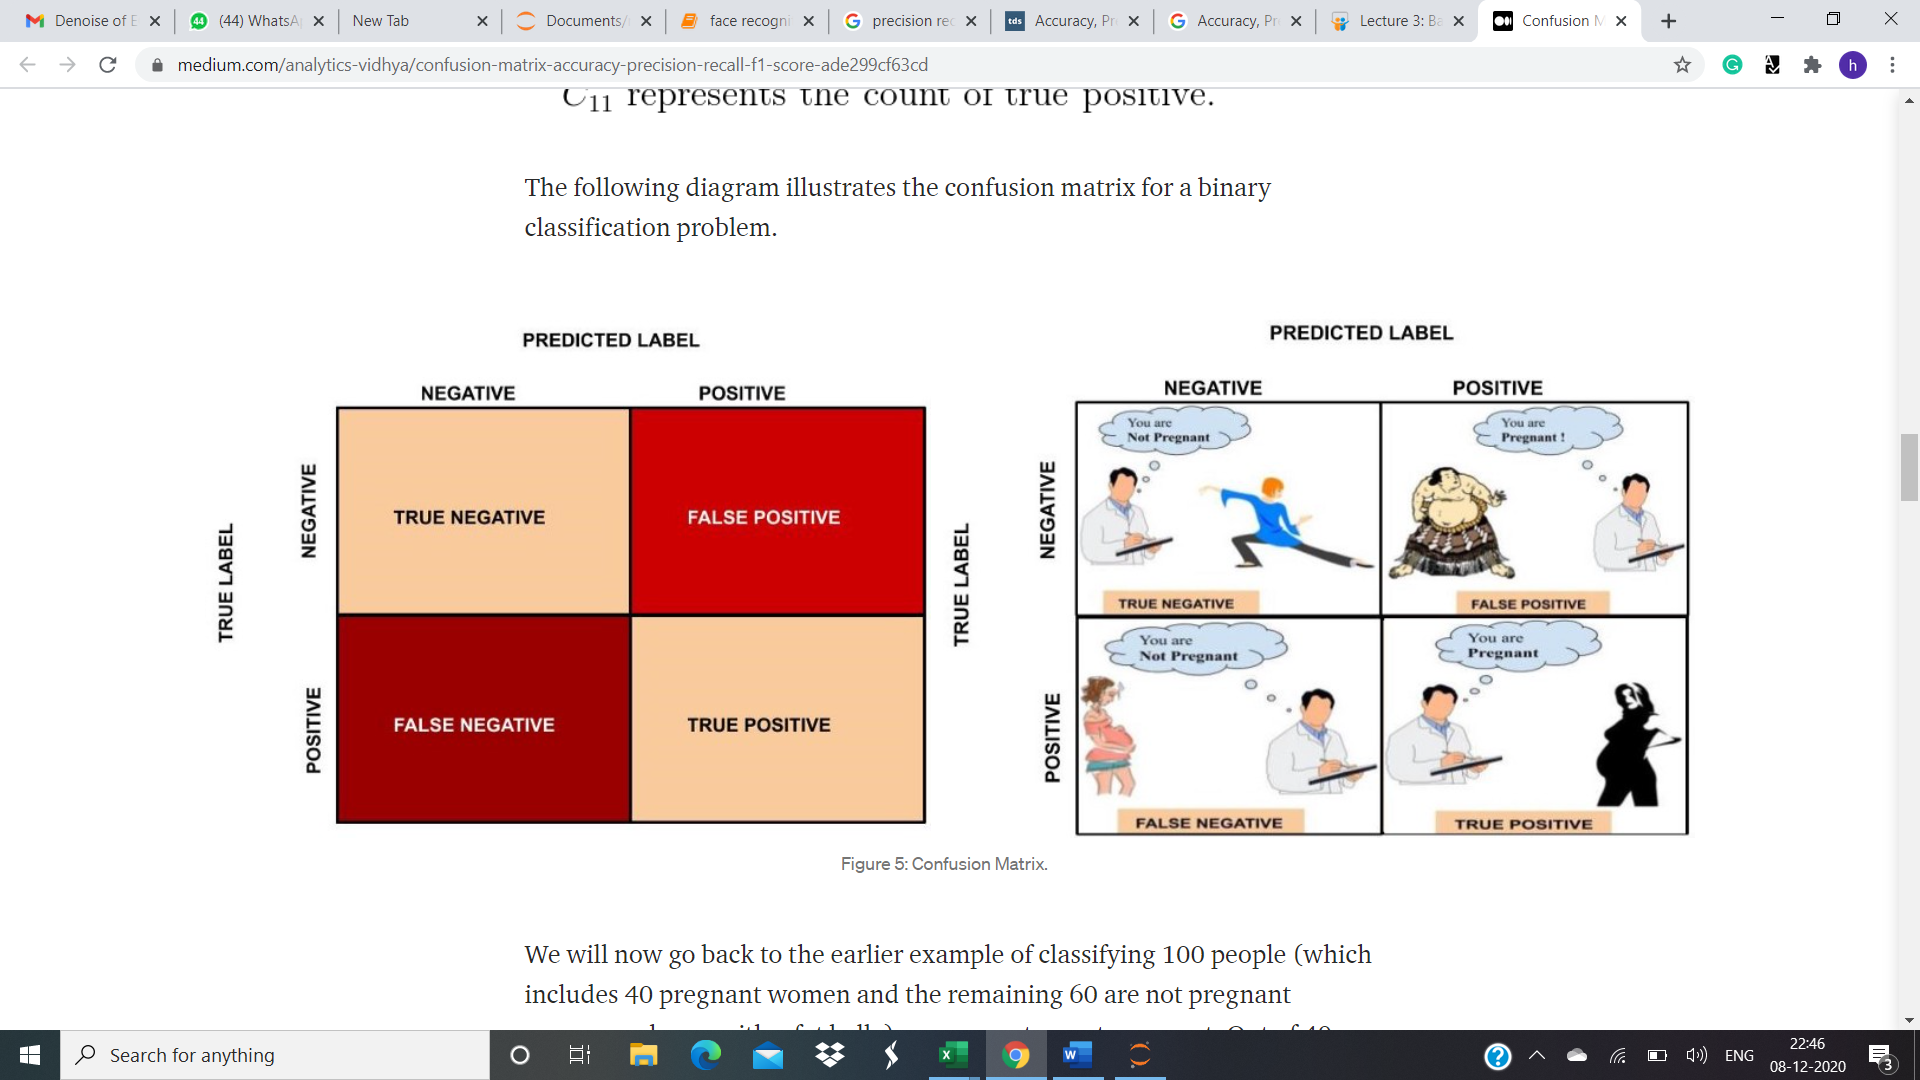 Denoise of E
(44) WhatsA
New Tab
Documents/
face recogni
precision rec
tds Accuracy, Pr
Accuracy, Pr
Lecture 3: Ba
Confusion M
medium.com/analytics-vidhya/confusion-matrix-accuracy-precision-recall-f1-score-ade299cf63cd
h
C11 represents the count of true positive.
The following diagram illustrates the confusion matrix for a binary
classification problem.
PREDICTED LABEL
NEGATIVE POSITIVE
TRUE LABEL
NEGATIVE
TRUE NEGATIVE FALSE POSITIVE
POSITIVE
FALSE NEGATIVE TRUE POSITIVE
PREDICTED LABEL
NEGATIVE POSITIVE
TRUE LABEL
NEGATIVE
You are
Not Pregnant
TRUE NEGATIVE
You are
Pregnant !
FALSE POSITIVE
POSITIVE
You are
Not Pregnant
FALSE NEGATIVE
You are
Pregnant
TRUE POSITIVE
Figure 5: Confusion Matrix.
We will now go back to the earlier example of classifying 100 people (which
includes 40 pregnant women and the remaining 60 are not pregnant
Search for anything
ENG
22:46
08-12-2020
3